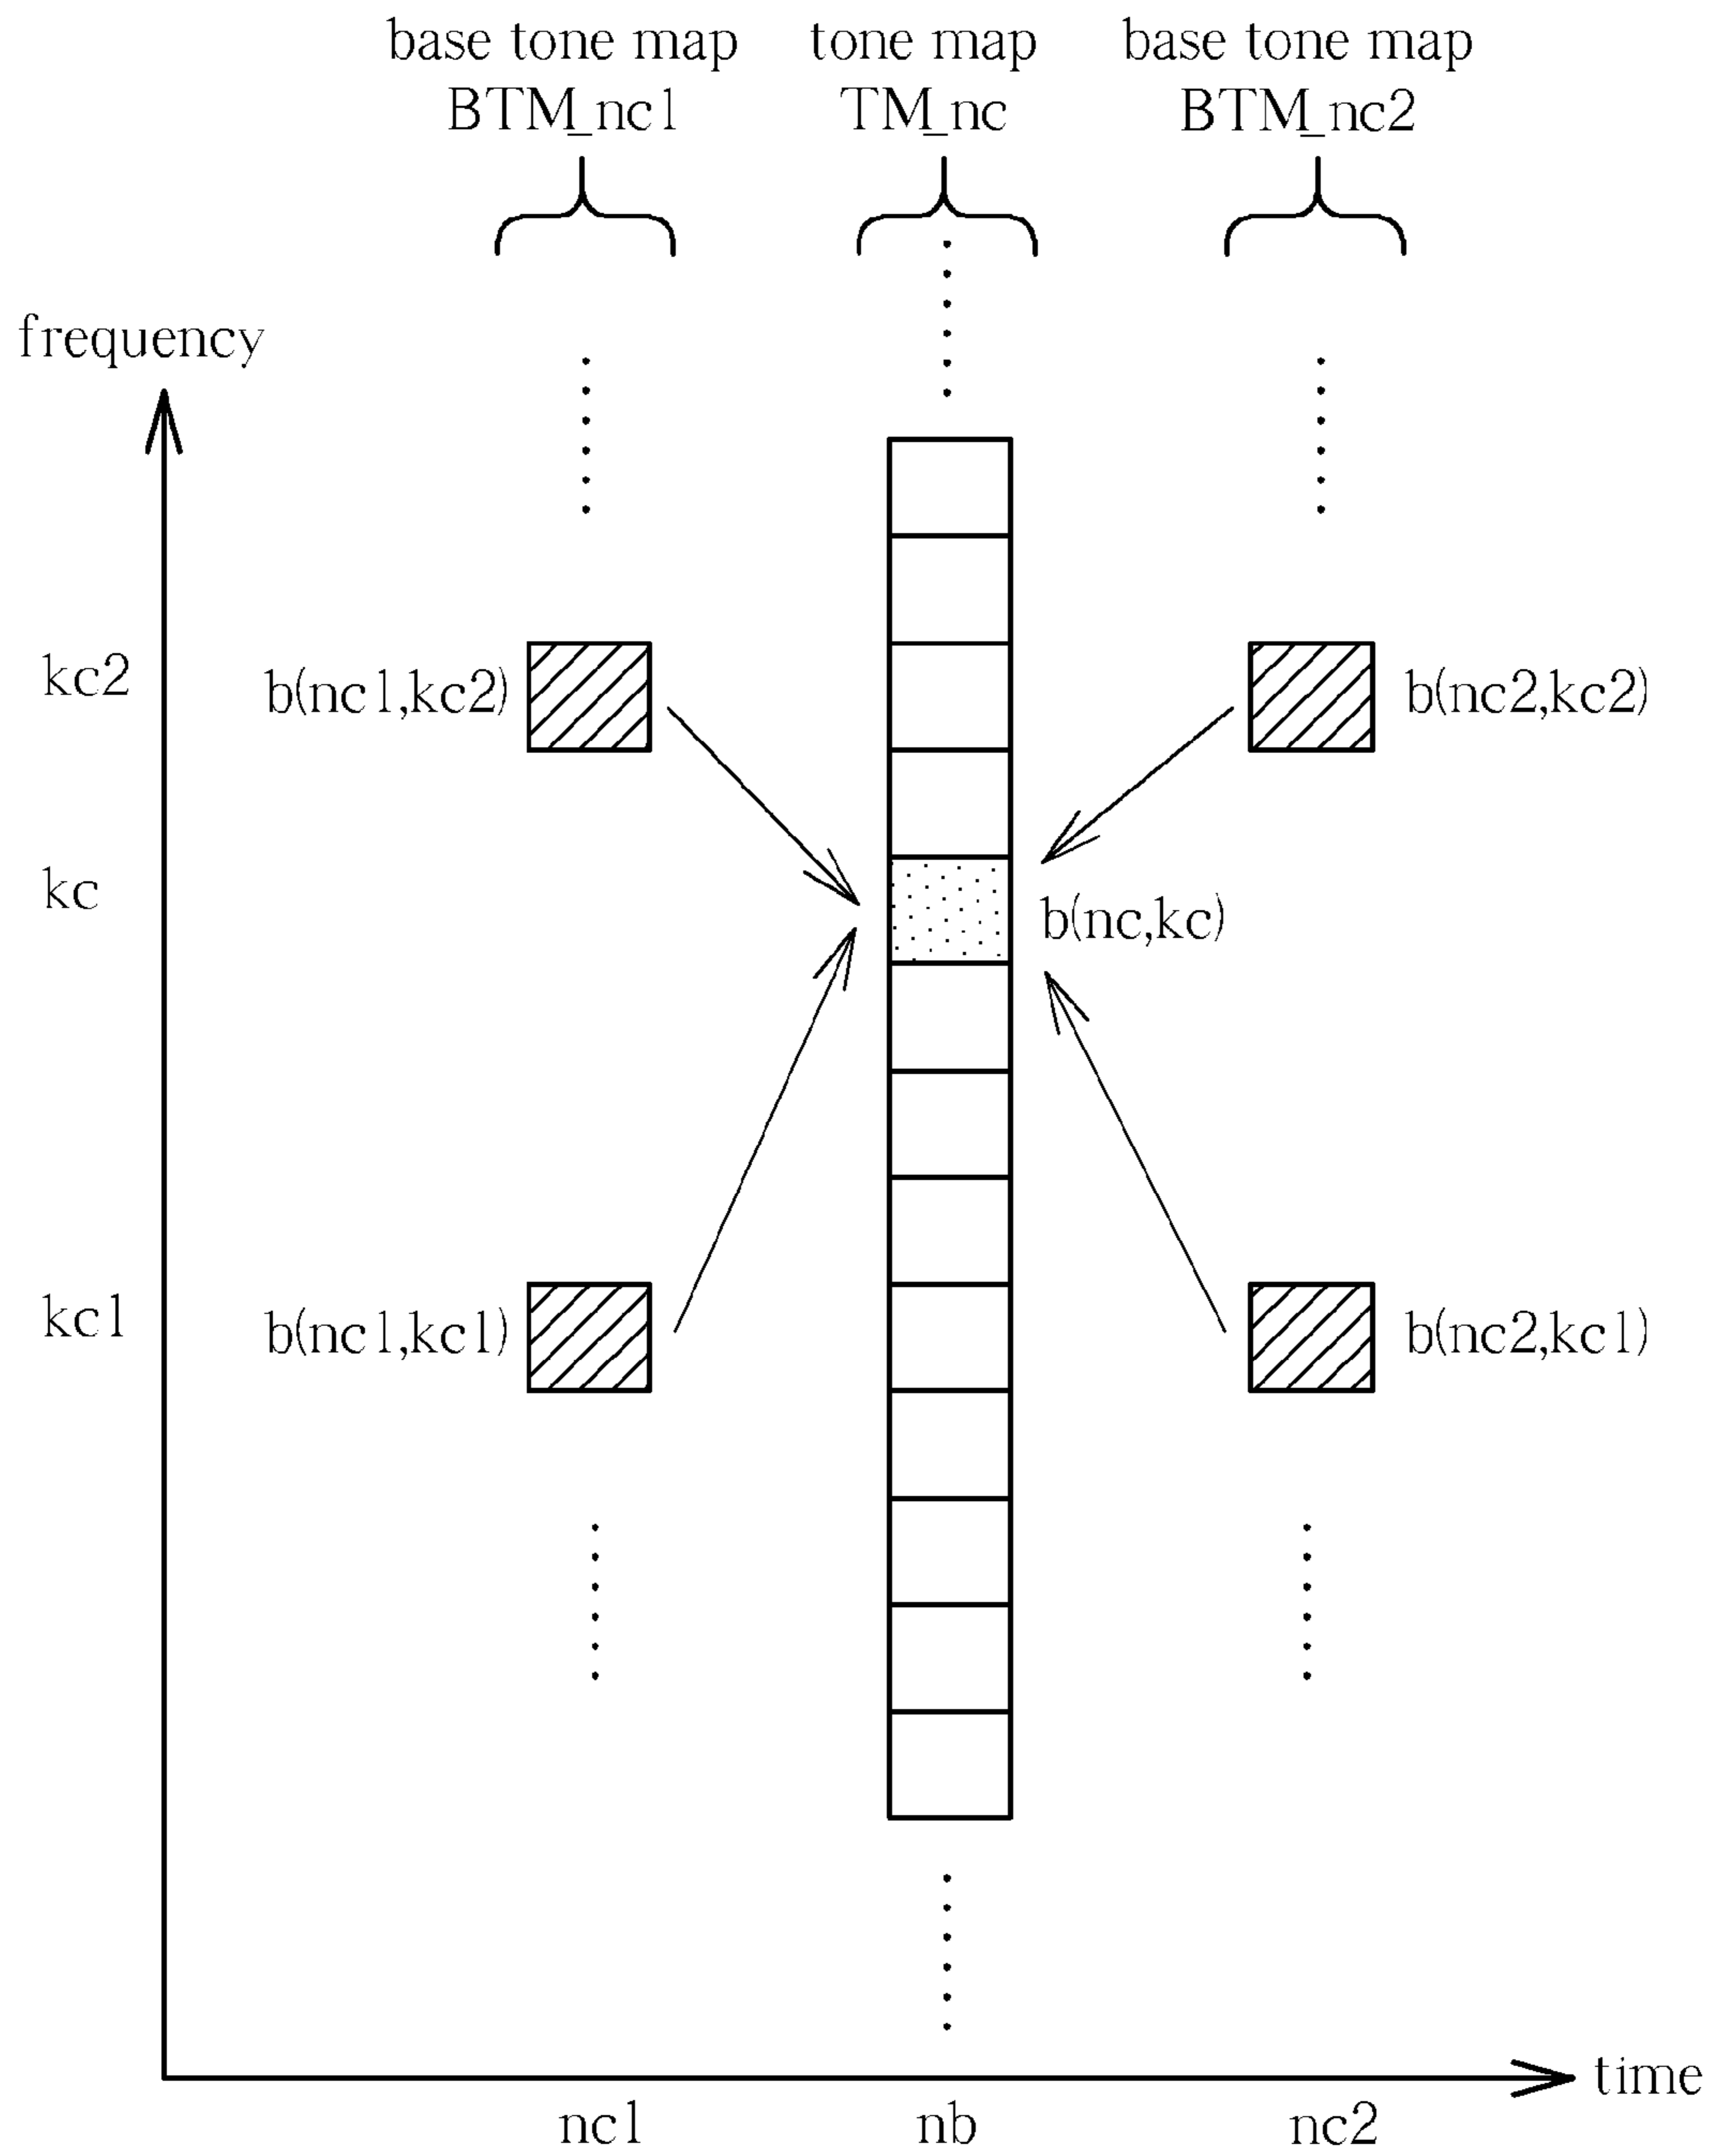 base tone map
BTM_nc1
tone map
TM_nc
base tone map
BTM_nc2
frequency
kc2
b(nc1,kc2)
b(nc2,kc2)
kc
b(nc,kc)
kc1
b(nc1,kc1)
b(nc2,kc1)
time
nc1
nb
nc2